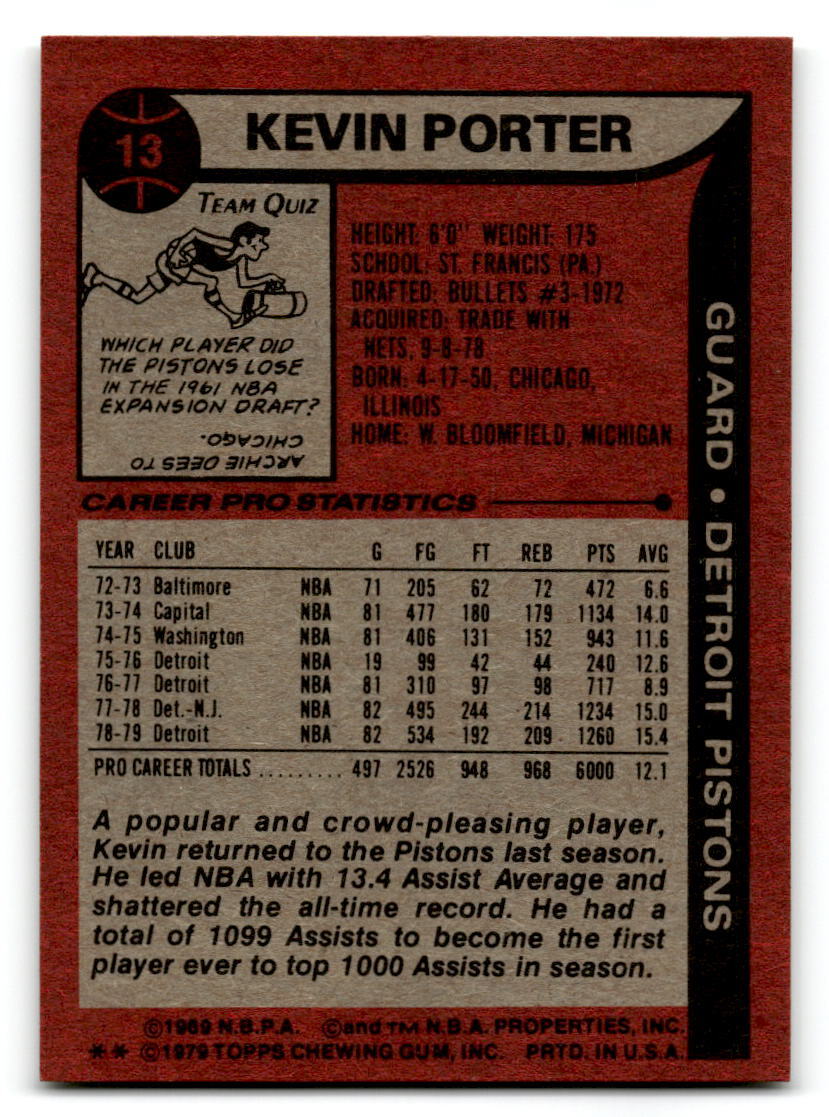 13
KEVIN PORTER
TEAM QUIZ
WHICH PLAYER DID
THE PISTONS LOSE
IN THE 1961 NBA
EXPANSION DRAFT?
ARCHIE DEES TO
CHICAGO.
HEIGHT: 6'0" WEIGHT: 175
SCHOOL: ST. FRANCIS (PA.)
DRAFTED: BULLETS #3-1972
ACQUIRED: TRADE WITH
NETS, 9-8-78
BORN: 4-17-50, CHICAGO,
ILLINOIS
HOME: W. BLOOMFIELD, MICHIGAN
GUARD • DETROIT PISTONS
CAREER PRO STATISTICS
YEAR CLUB G FG FT REB PTS AVG
72-73 Baltimore NBA 71 205 62 72 472 6.6
73-74 Capital NBA 81 477 180 179 1134 14.0
74-75 Washington NBA 81 406 131 152 943 11.6
75-76 Detroit NBA 19 99 42 44 240 12.6
76-77 Detroit NBA 81 310 97 98 717 8.9
77-78 Det.-N.J. NBA 82 495 244 214 1234 15.0
78-79 Detroit NBA 82 534 192 209 1260 15.4
PRO CAREER TOTALS ......... 497 2526 948 968 6000 12.1
A popular and crowd-pleasing player,
Kevin returned to the Pistons last season.
He led NBA with 13.4 Assist Average and
shattered the all-time record. He had a
total of 1099 Assists to become the first
player ever to top 1000 Assists in season.
©1969 N.B.P.A. ©and TM N.B.A. PROPERTIES, INC.
** ©1979 TOPPS CHEWING GUM, INC. PRTD. IN U.S.A.